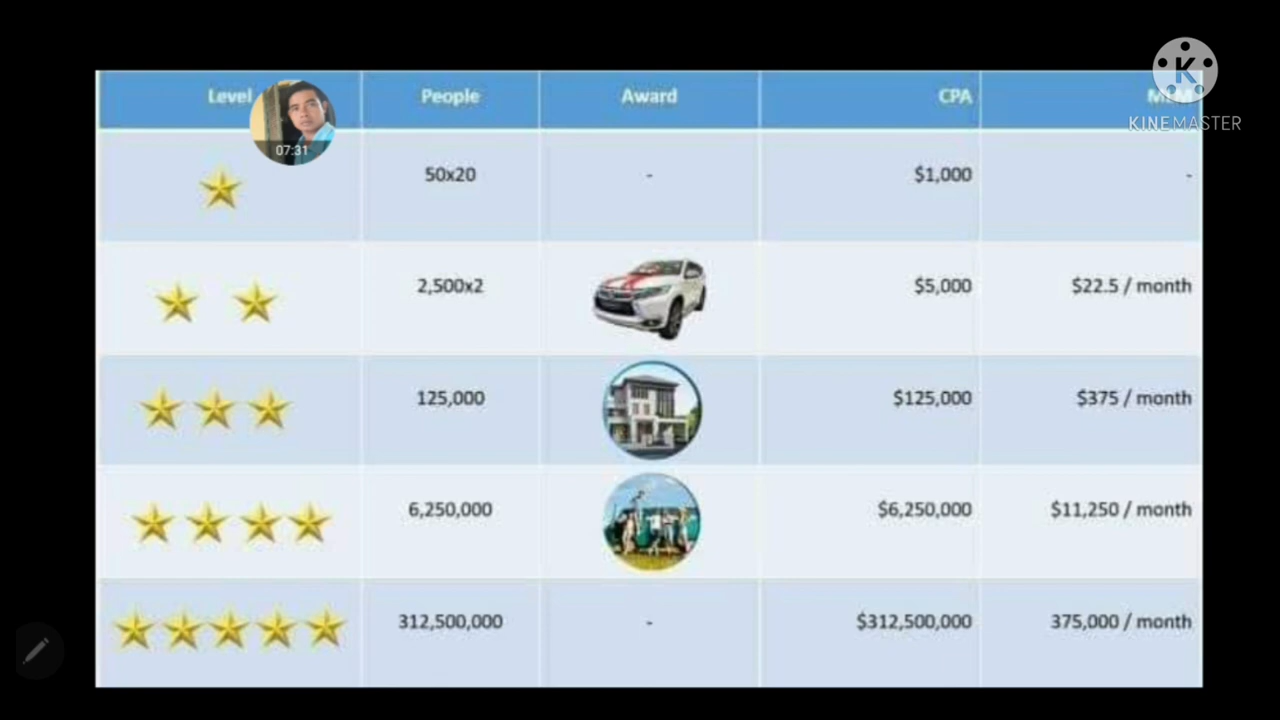 Level People Award CPA
KINEMASTER
07:31
50x20 - $1,000 -
2,500x2 $5,000 $22.5 / month
125,000 $125,000 $375 / month
6,250,000 $6,250,000 $11,250 / month
312,500,000 - $312,500,000 375,000 / month